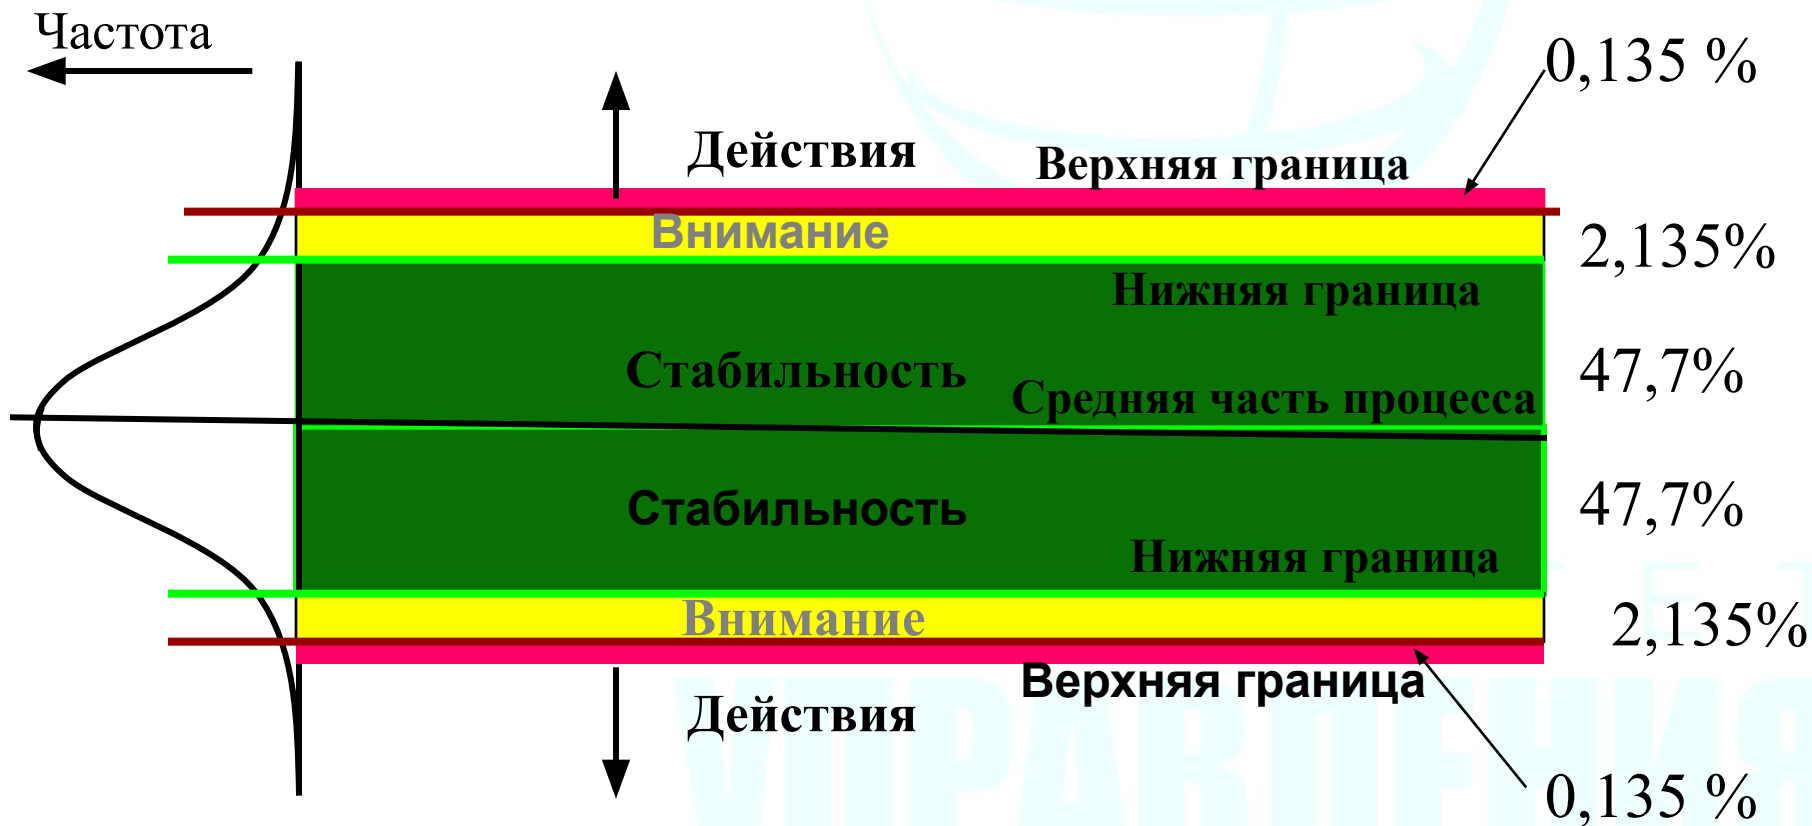 Частота
0,135 %
Действия
Верхняя граница
Внимание
2,135%
Нижняя граница
Стабильность
47,7%
Средняя часть процесса
Стабильность
47,7%
Нижняя граница
Внимание
2,135%
Верхняя граница
Действия
0,135 %
УПРАВЛЕНИЯ